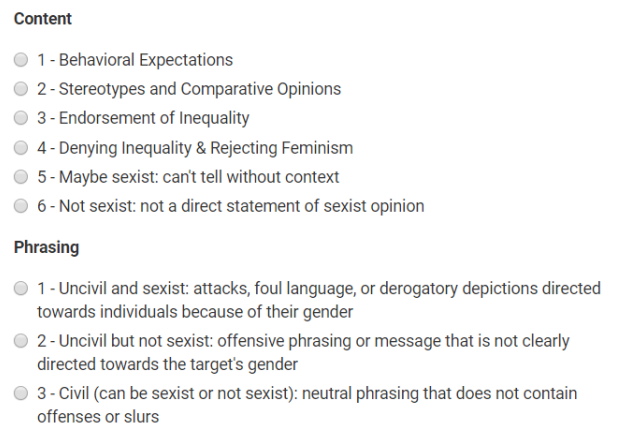 Content
1 - Behavioral Expectations
2 - Stereotypes and Comparative Opinions
3 - Endorsement of Inequality
4 - Denying Inequality & Rejecting Feminism
5 - Maybe sexist: can't tell without context
6 - Not sexist: not a direct statement of sexist opinion
Phrasing
1 - Uncivil and sexist: attacks, foul language, or derogatory depictions directed
towards individuals because of their gender
2 - Uncivil but not sexist: offensive phrasing or message that is not clearly
directed towards the target's gender
3 - Civil (can be sexist or not sexist): neutral phrasing that does not contain
offenses or slurs